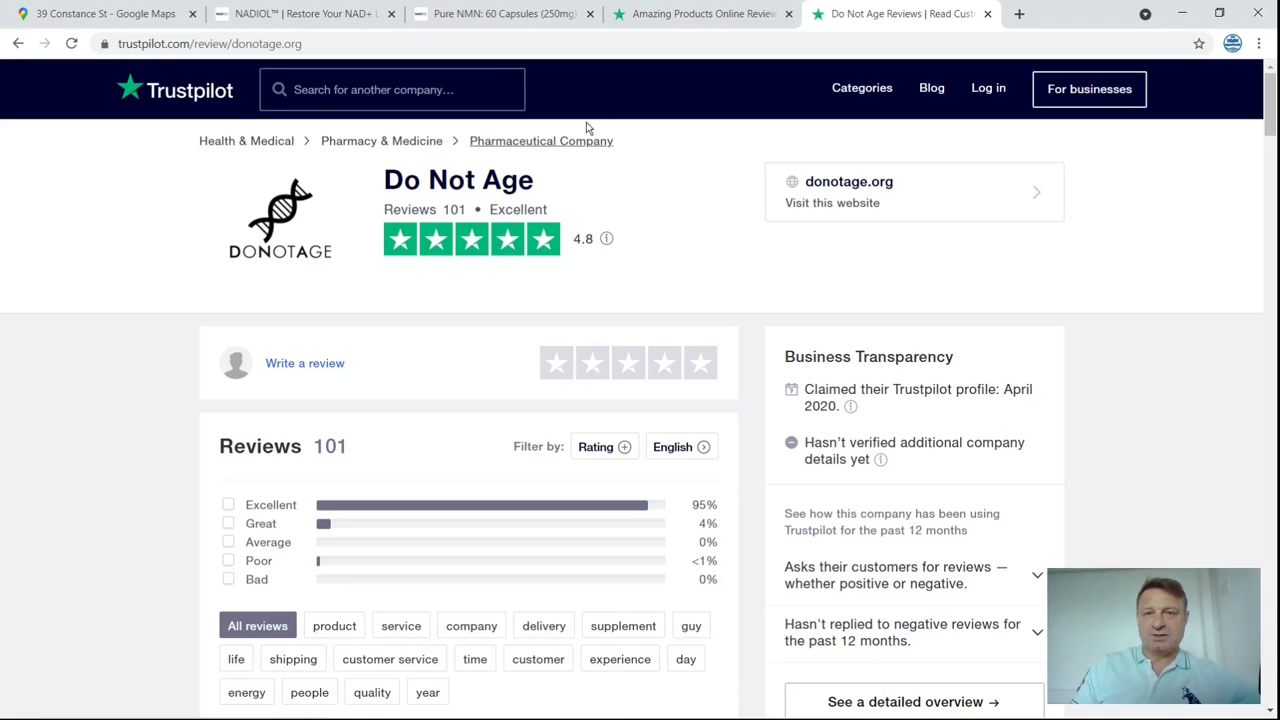 39 Constance St - Google Maps
NADIOL™ | Restore Your NAD+ L
Pure NMN: 60 Capsules (250mg)
Amazing Products Online Review
Do Not Age Reviews | Read Cust
trustpilot.com/review/donotage.org
Trustpilot
Search for another company...
Categories
Blog
Log in
For businesses
Health & Medical
Pharmacy & Medicine
Pharmaceutical Company
DONOTAGE
Do Not Age
Reviews 101 • Excellent
4.8
donotage.org
Visit this website
Write a review
Reviews 101
Filter by:
Rating
English
Excellent 95%
Great 4%
Average 0%
Poor <1%
Bad 0%
All reviews product service company delivery supplement guy
life shipping customer service time customer experience day
energy people quality year
Business Transparency
Claimed their Trustpilot profile: April
2020.
Hasn't verified additional company
details yet
See how this company has been using
Trustpilot for the past 12 months
Asks their customers for reviews —
whether positive or negative.
Hasn't replied to negative reviews for
the past 12 months.
See a detailed overview →